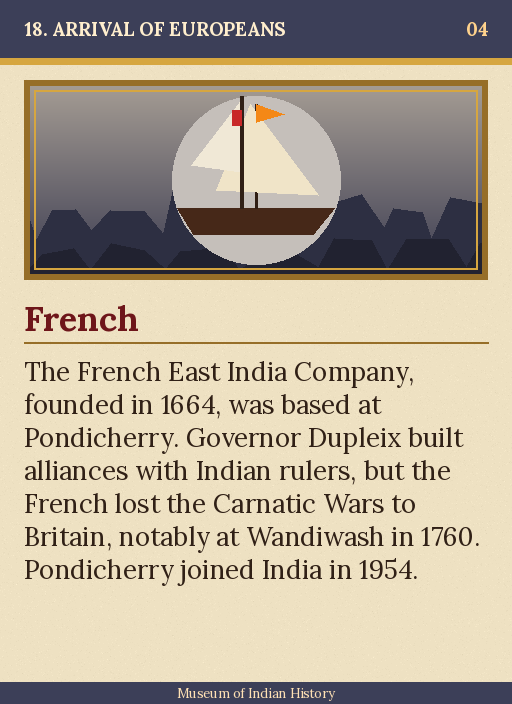 18. ARRIVAL OF EUROPEANS
04
French
The French East India Company,
founded in 1664, was based at
Pondicherry. Governor Dupleix built
alliances with Indian rulers, but the
French lost the Carnatic Wars to
Britain, notably at Wandiwash in 1760.
Pondicherry joined India in 1954.
Museum of Indian History